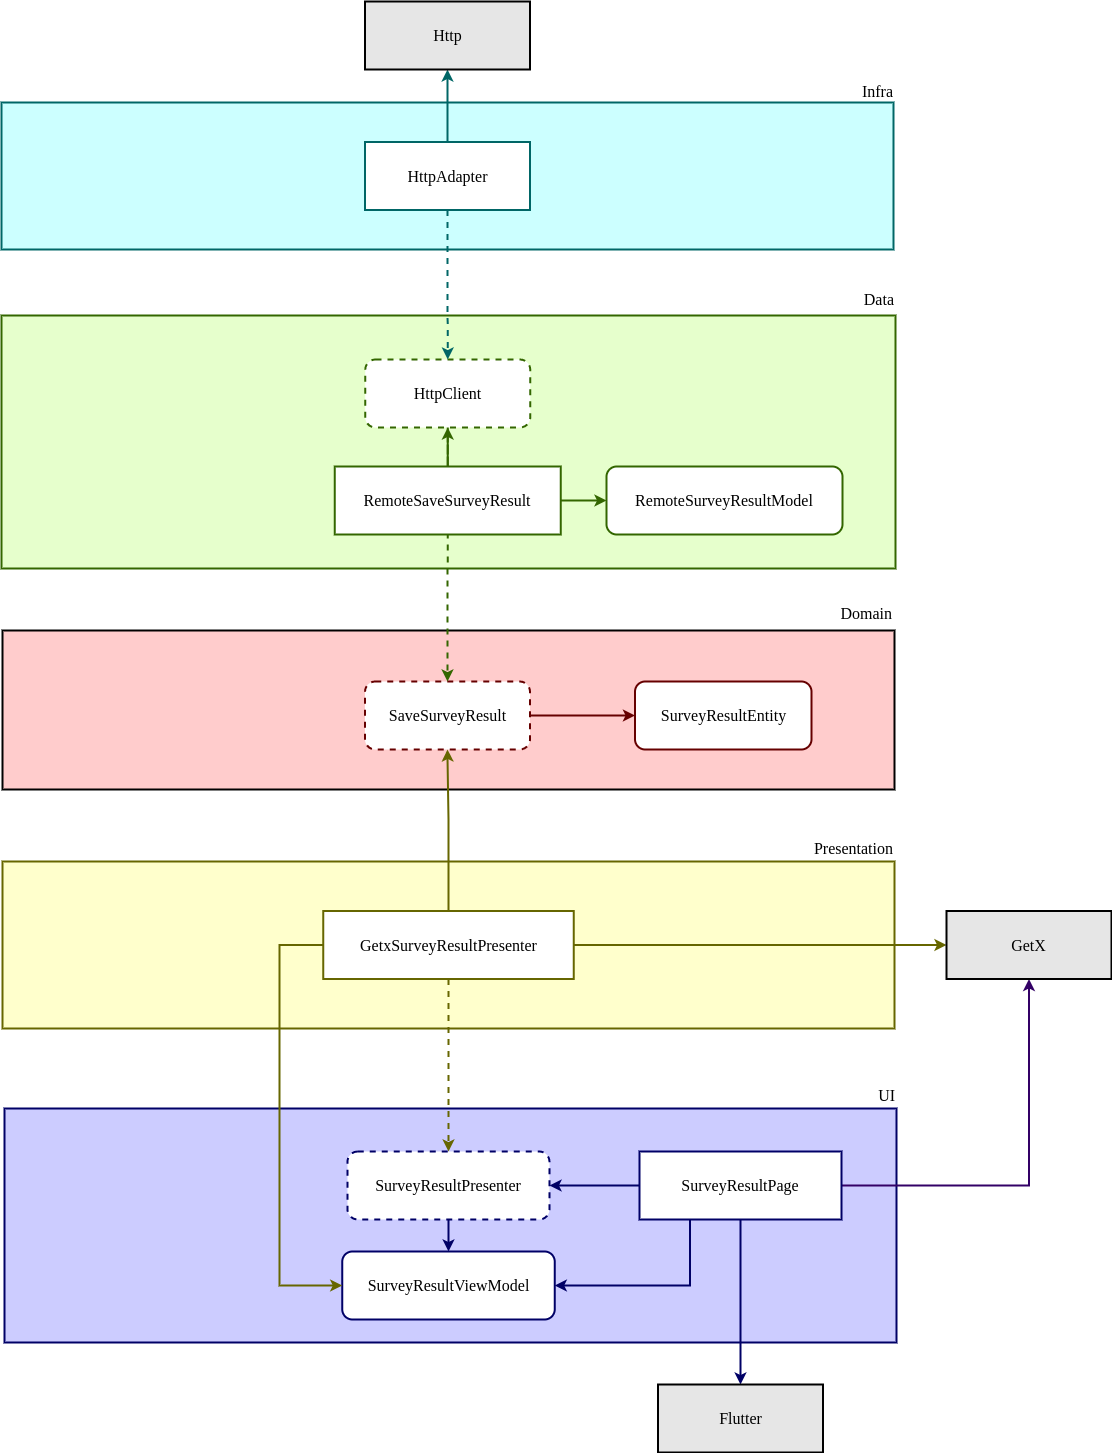 Http
Infra
HttpAdapter
Data
HttpClient
RemoteSaveSurveyResult
RemoteSurveyResultModel
Domain
SaveSurveyResult
SurveyResultEntity
Presentation
GetxSurveyResultPresenter
GetX
UI
SurveyResultPresenter
SurveyResultPage
SurveyResultViewModel
Flutter